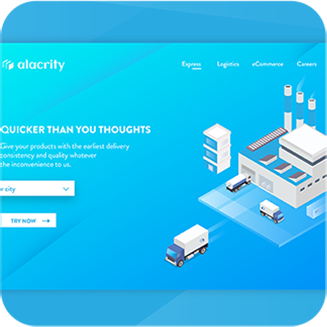 alacrity
Express Logistics eCommerce Careers
QUICKER THAN YOU THOUGHTS
Give your products with the earliest delivery
consistency and quality whatever
the inconvenience to us.
city
TRY NOW